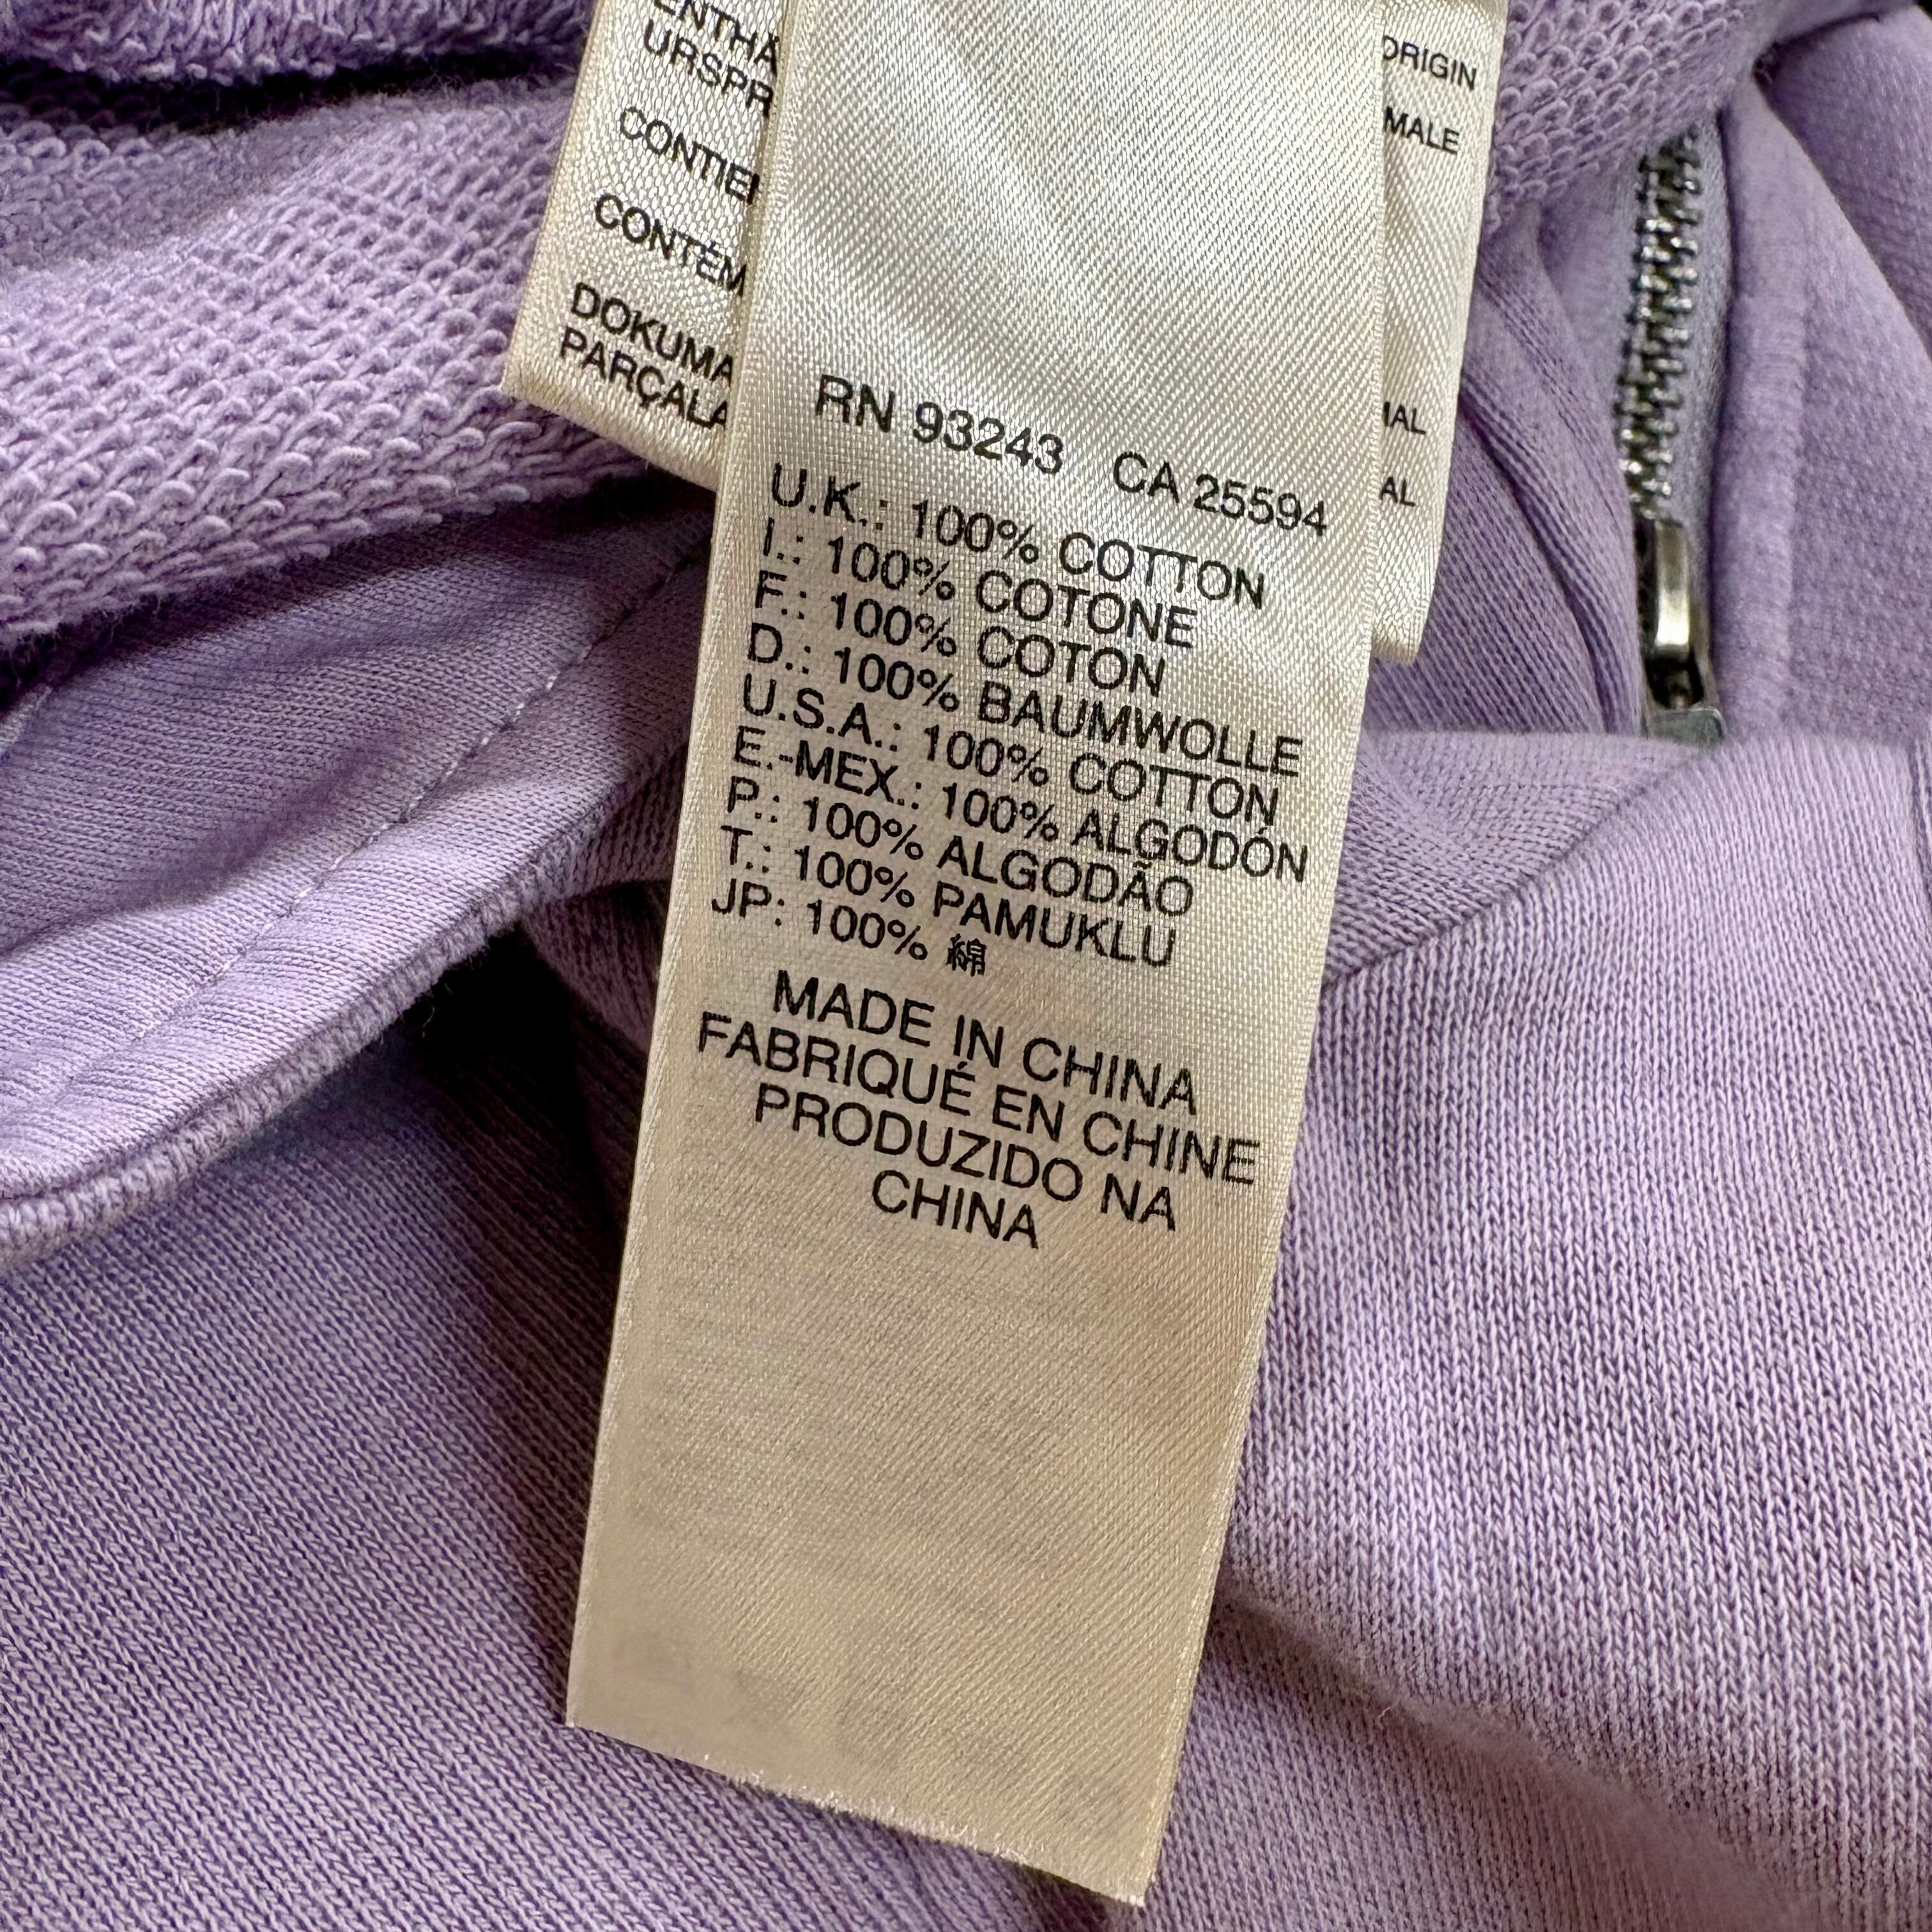 URSPR
CONTIE
CONTÉM
DOKUMA
PARÇALA
ORIGIN
MALE
AL
RN 93243 CA 25594
U.K.: 100% COTTON
I.: 100% COTONE
F.: 100% COTON
D.: 100% BAUMWOLLE
U.S.A.: 100% COTTON
E.-MEX.: 100% ALGODÓN
P.: 100% ALGODÃO
T.: 100% PAMUKLU
JP: 100% 綿
MADE IN CHINA
FABRIQUÉ EN CHINE
PRODUZIDO NA
CHINA